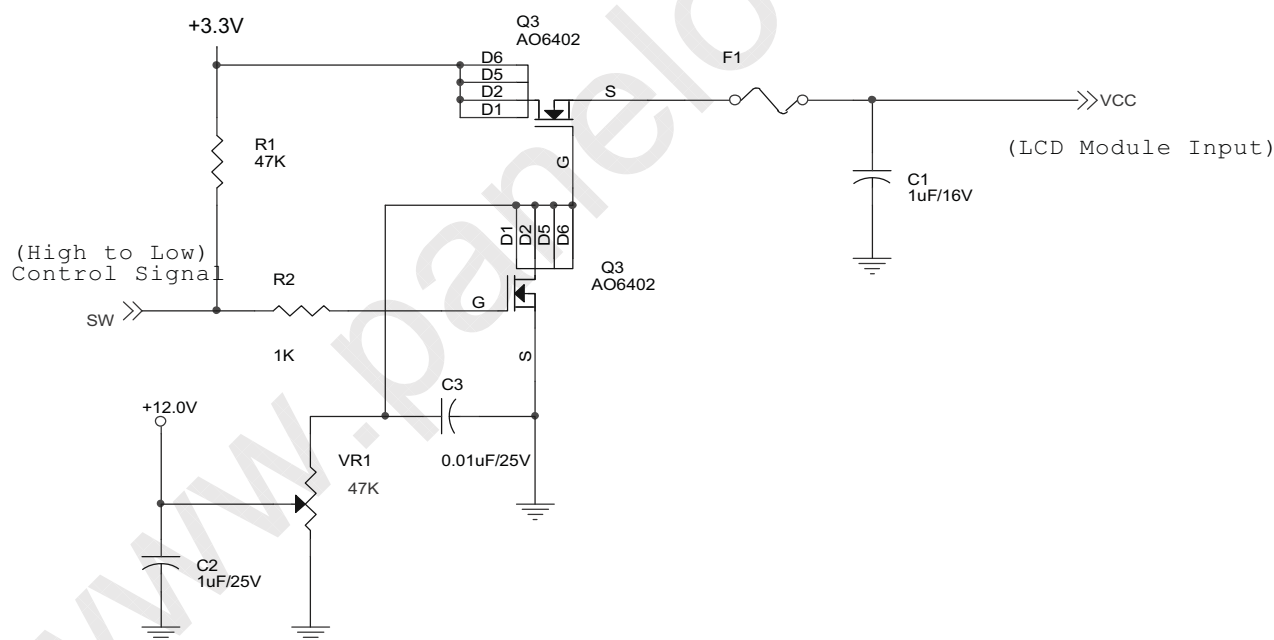 +3.3V
Q3
AO6402
D6
D5
D2
D1
S
F1
VCC
(LCD Module Input)
R1
47K
G
C1
1uF/16V
D1
D2
D5
D6
(High to Low)
Control Signal
Q3
AO6402
R2
G
SW
1K
S
C3
+12.0V
VR1
0.01uF/25V
47K
C2
1uF/25V
www.panelo